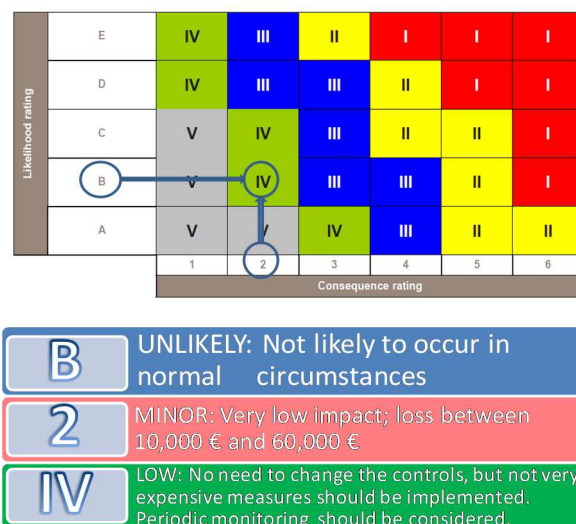 Likelihood rating
E IV III II I I I
D IV III III II I I
C V IV III II II I
B V IV III III II I
A V V IV III II II
1 2 3 4 5 6
Consequence rating
B
UNLIKELY: Not likely to occur in
normal circumstances
2
MINOR: Very low impact; loss between
10,000 € and 60,000 €
IV
LOW: No need to change the controls, but not very
expensive measures should be implemented.
Periodic monitoring should be considered